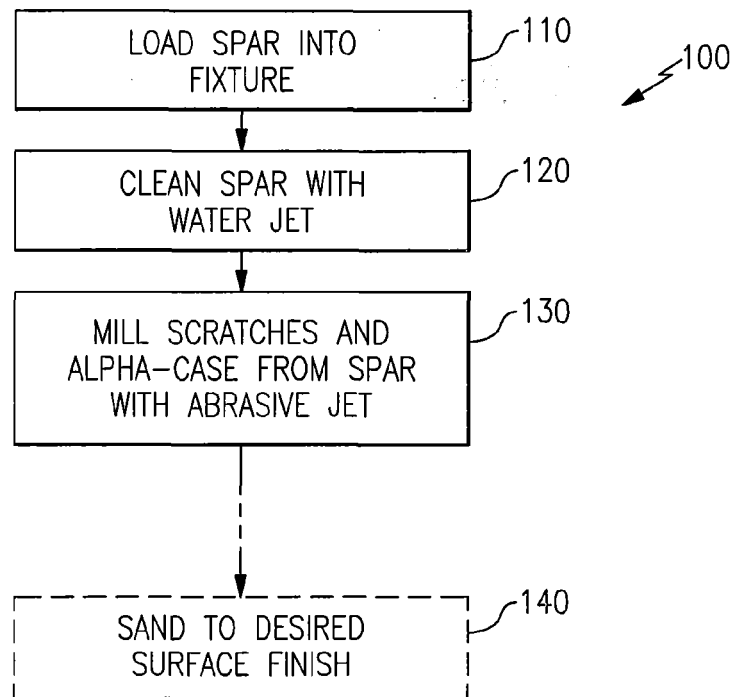 LOAD SPAR INTO
FIXTURE
110
100
CLEAN SPAR WITH
WATER JET
120
MILL SCRATCHES AND
ALPHA-CASE FROM SPAR
WITH ABRASIVE JET
130
SAND TO DESIRED
SURFACE FINISH
140